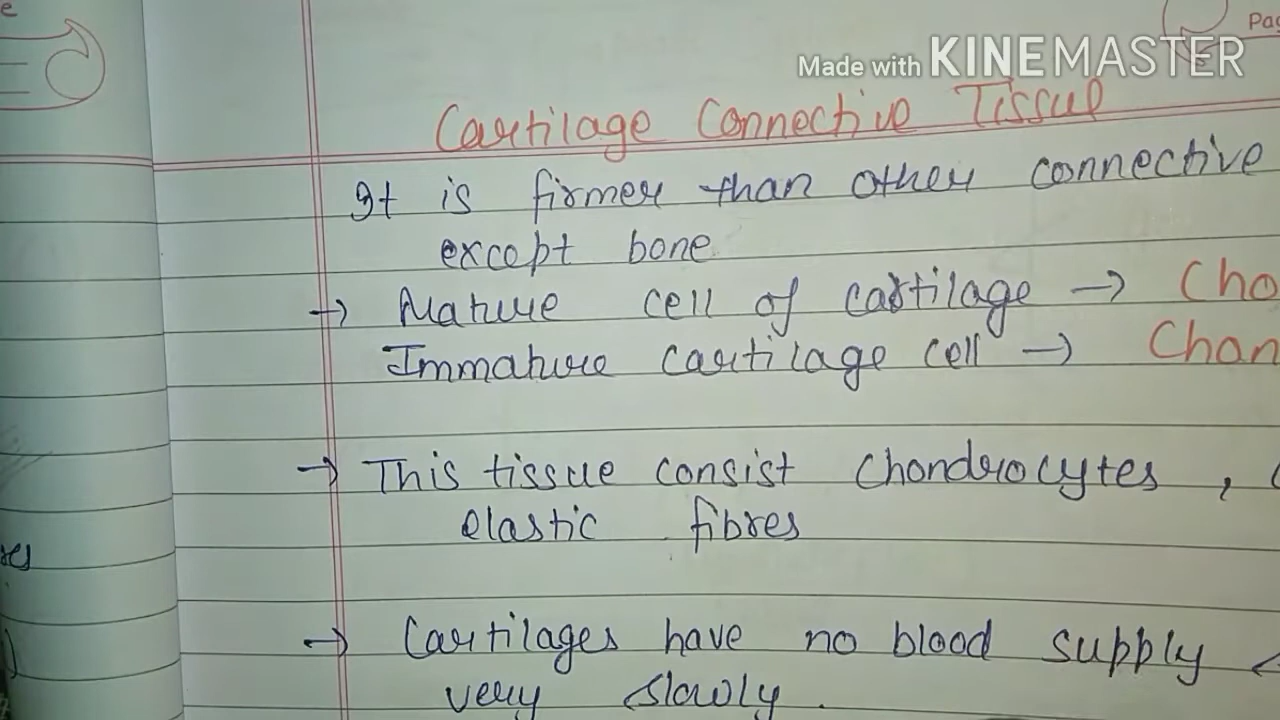 e
Pag
Made with KINEMASTER
Cartilage Connective Tissue
It is firmer than other connective
except bone
→ Mature cell of cartilage → Cho
Immature cartilage cell → Chon
→ This tissue consist Chondrocytes ,
elastic fibres
→ Cartilages have no blood supply
very slowly.